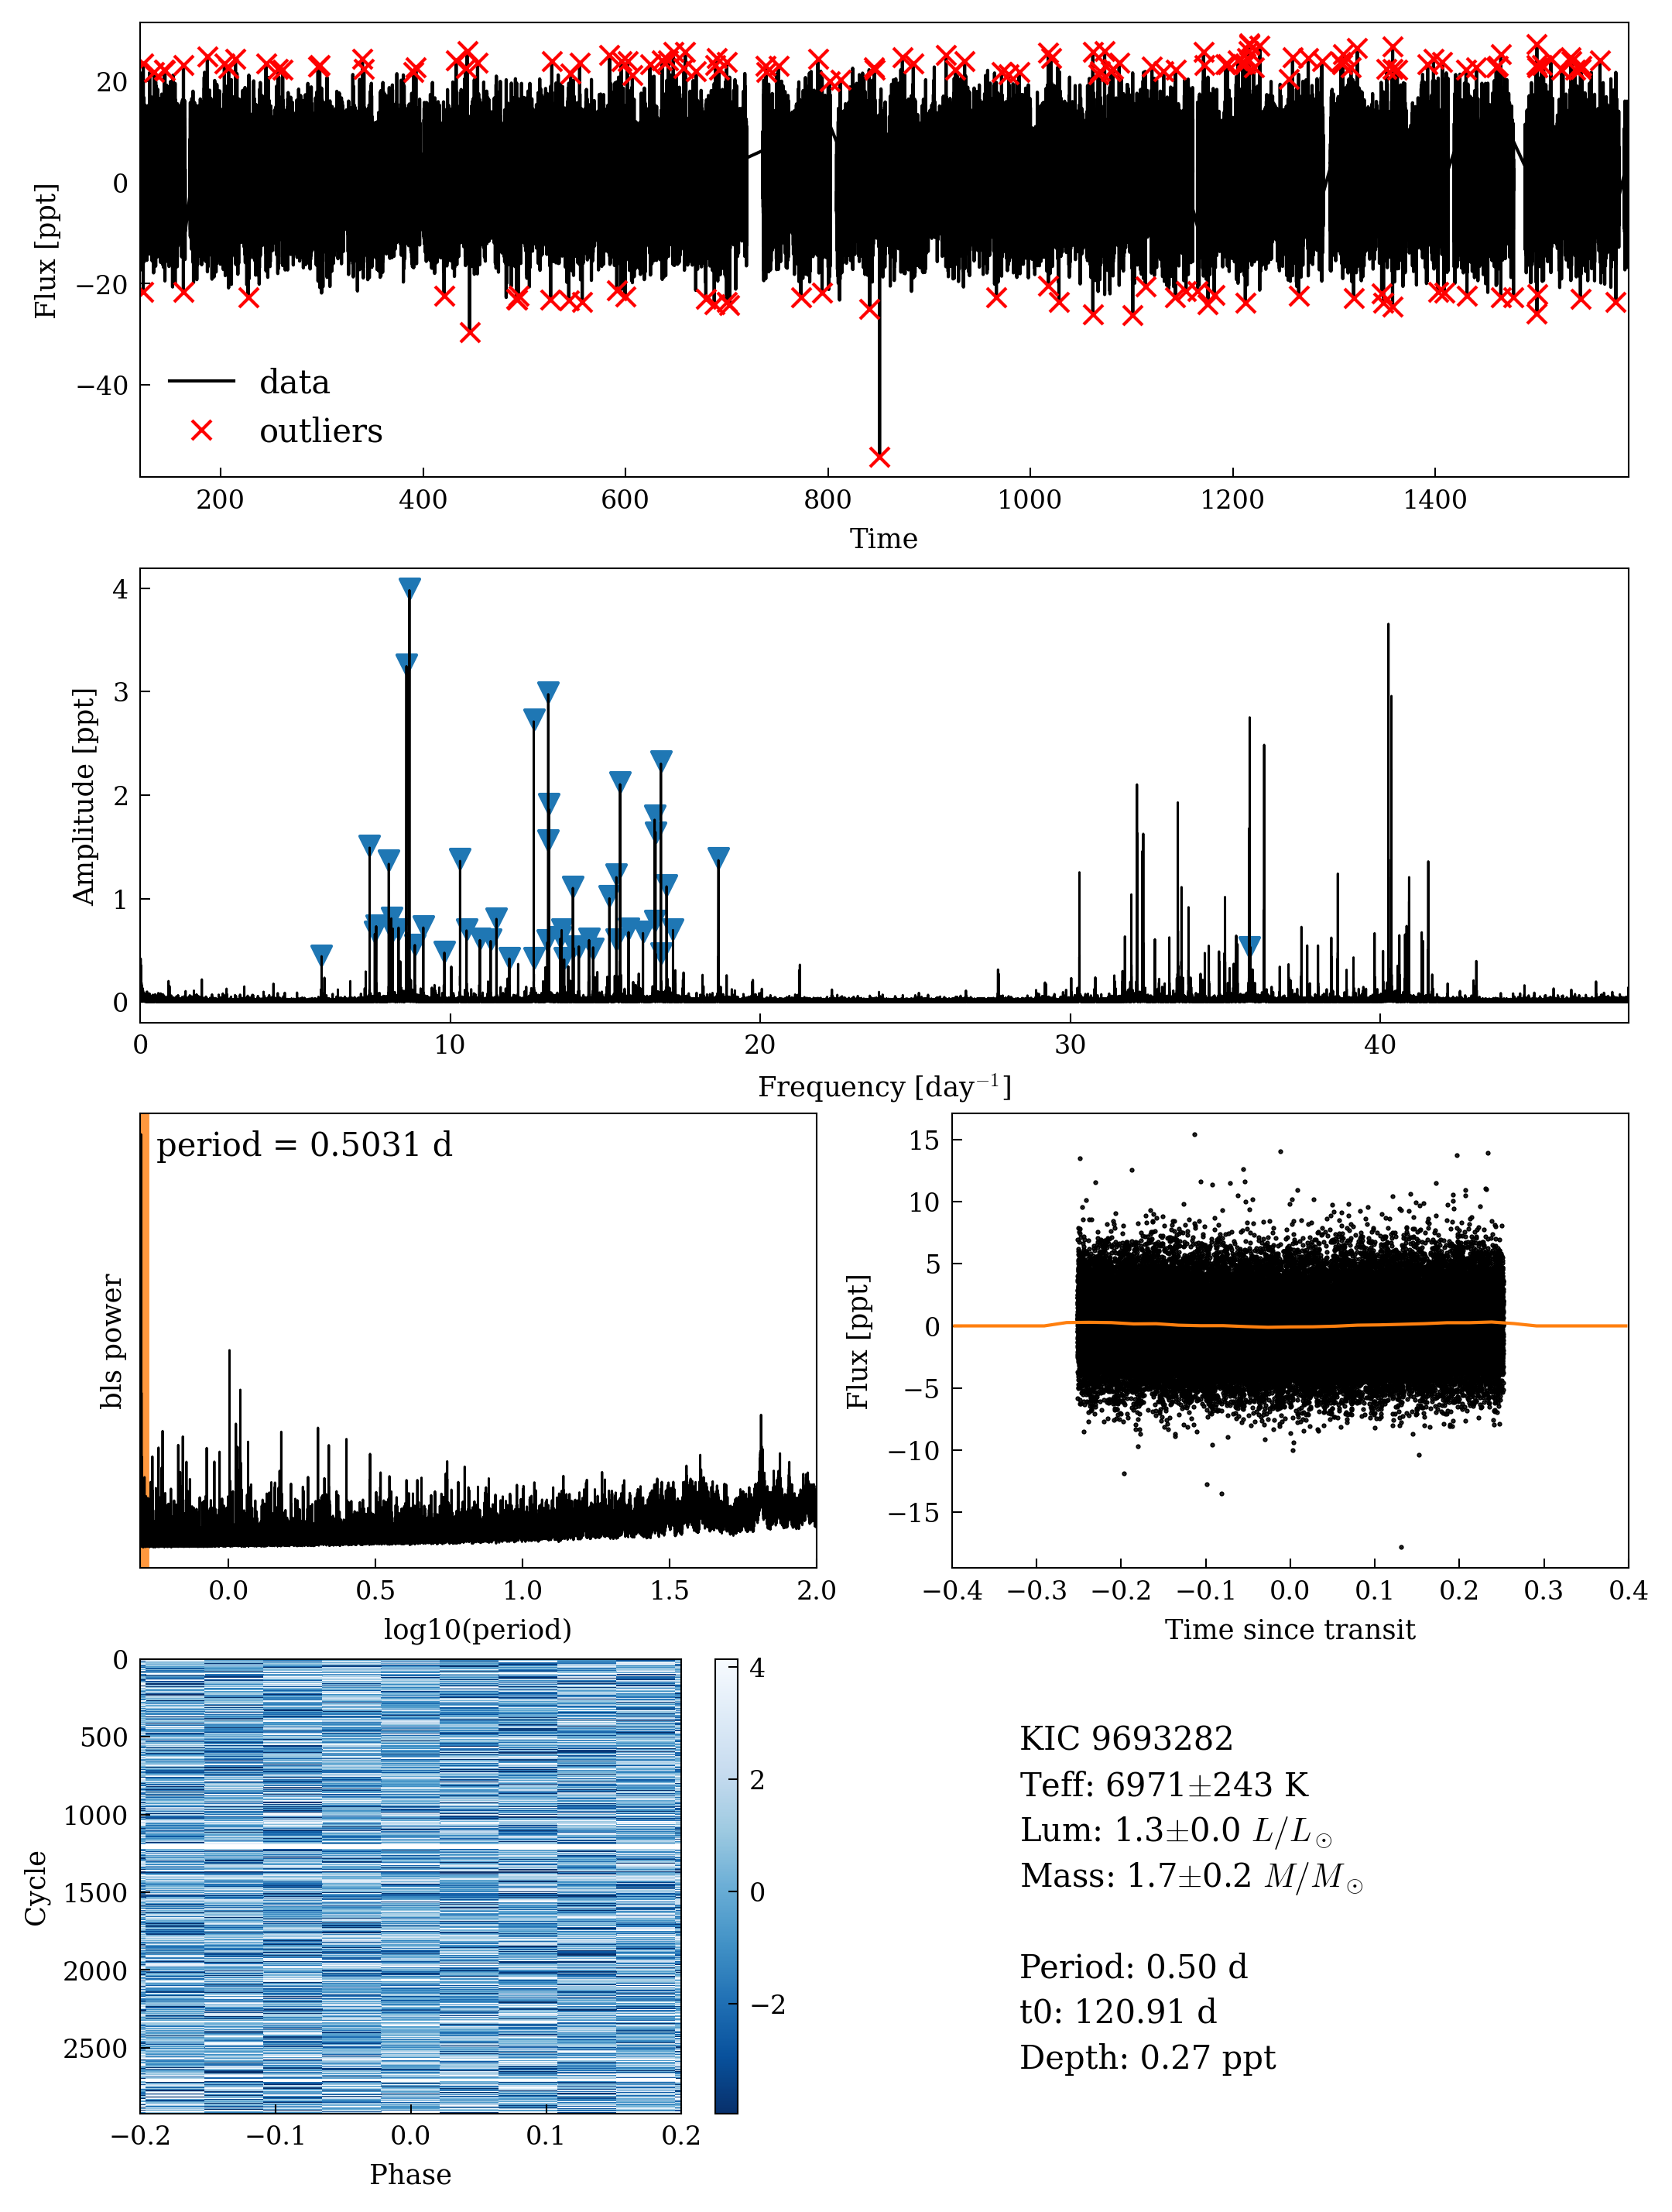 20
0
−20
−40
Flux [ppt]
data
outliers
200 400 600 800 1000 1200 1400
Time
4
3
2
1
0
Amplitude [ppt]
0 10 20 30 40
Frequency [day⁻¹]
period = 0.5031 d
bls power
0.0 0.5 1.0 1.5 2.0
log10(period)
15
10
5
0
−5
−10
−15
Flux [ppt]
−0.4 −0.3 −0.2 −0.1 0.0 0.1 0.2 0.3 0.4
Time since transit
0
500
1000
1500
2000
2500
Cycle
−0.2 −0.1 0.0 0.1 0.2
Phase
4
2
0
−2
KIC 9693282
Teff: 6971±243 K
Lum: 1.3±0.0 L/L⊙
Mass: 1.7±0.2 M/M⊙
Period: 0.50 d
t0: 120.91 d
Depth: 0.27 ppt